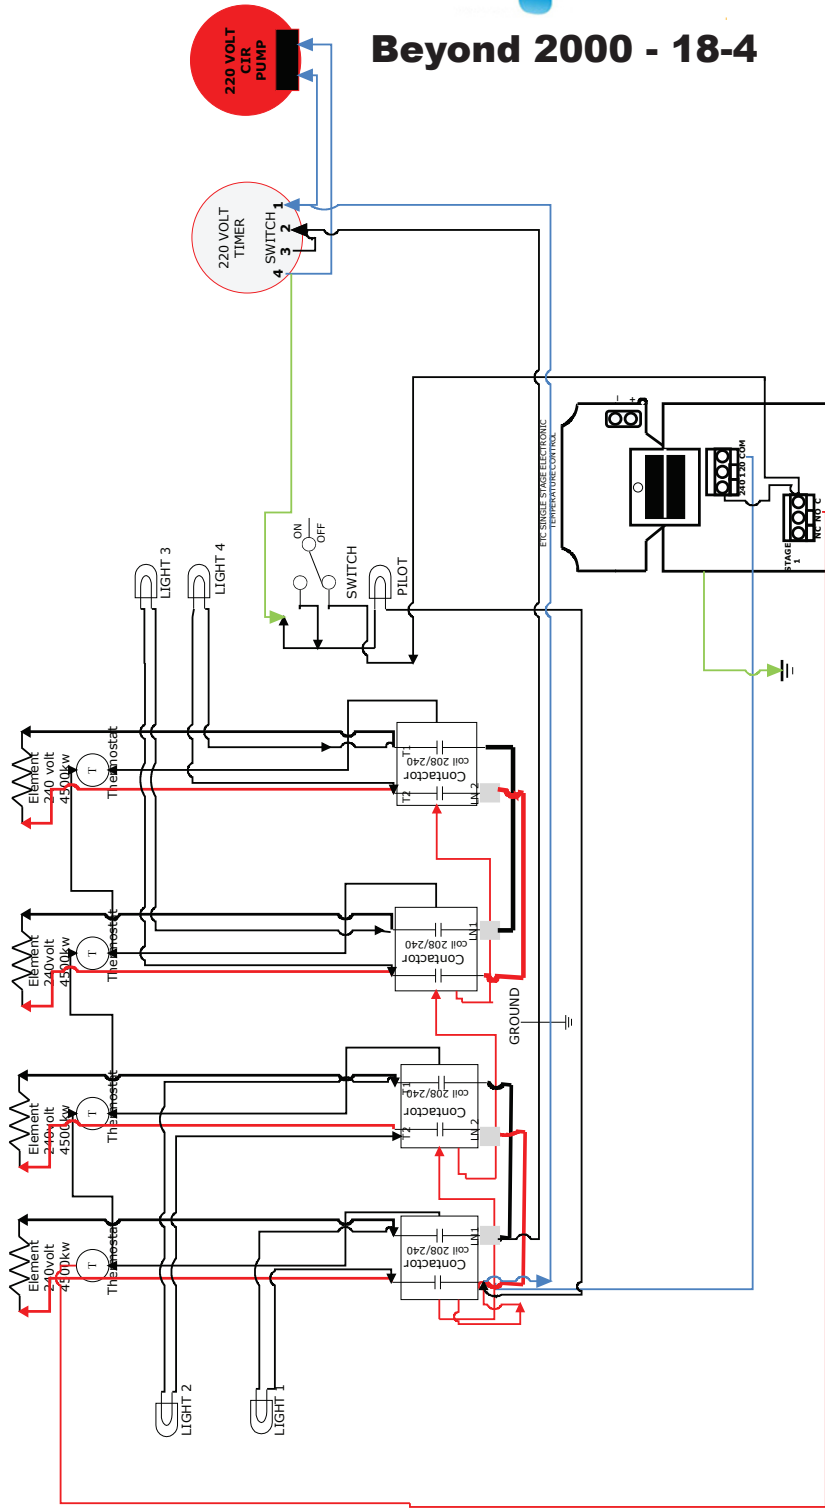 Beyond 2000 - 18-4
220 VOLT
CIR
PUMP
220 VOLT
TIMER
SWITCH
1
2
3
4
LIGHT 3
LIGHT 4
ON
OFF
SWITCH
PILOT
ETC SINGLE STAGE ELECTRONIC
TEMPERATURE CONTROL
-
+
240 120 COM
STAGE
1
NC NO C
Element
240 volt
4500kw
T
Thermostat
T1
T2
Contactor
coil 208/240
LN 2
Element
240volt
4500kw
T
Thermostat
Contactor
coil 208/240
LN1
GROUND
Element
240volt
4500kw
T
Thermostat
T1
T2
Contactor
coil 208/240
LN 2
Element
240volt
4500kw
T
Thermostat
Contactor
coil 208/240
LN1
LIGHT 2
LIGHT 1